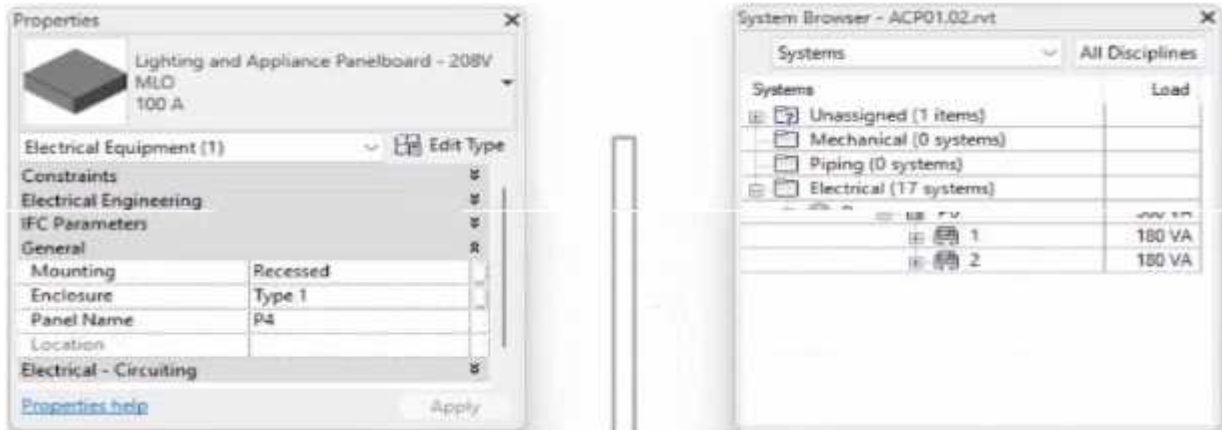 Properties
Lighting and Appliance Panelboard - 208V
MLO
100 A
Electrical Equipment (1)
Edit Type
Constraints
Electrical Engineering
IFC Parameters
General
Mounting Recessed
Enclosure Type 1
Panel Name P4
Location
Electrical - Circuiting
Properties help
Apply
System Browser - ACP01.02.rvt
Systems All Disciplines
Systems Load
Unassigned (1 items)
Mechanical (0 systems)
Piping (0 systems)
Electrical (17 systems)
1 180 VA
2 180 VA